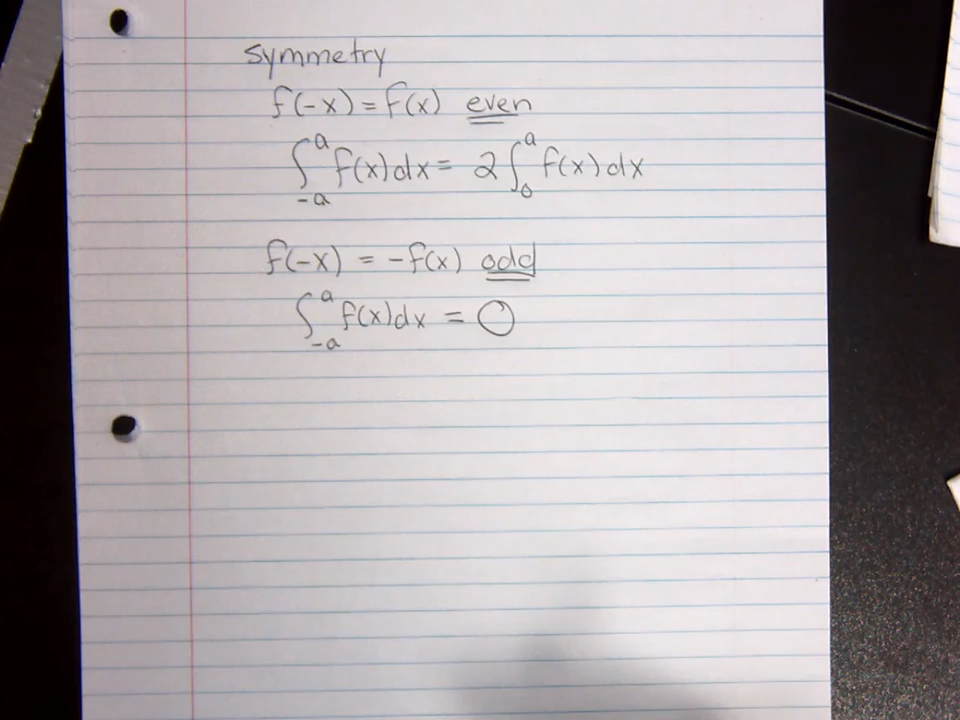 symmetry
f(-x) = f(x) even
∫_{-a}^{a} f(x)dx = 2∫_{0}^{a} f(x)dx
f(-x) = -f(x) odd
∫_{-a}^{a} f(x)dx = 0